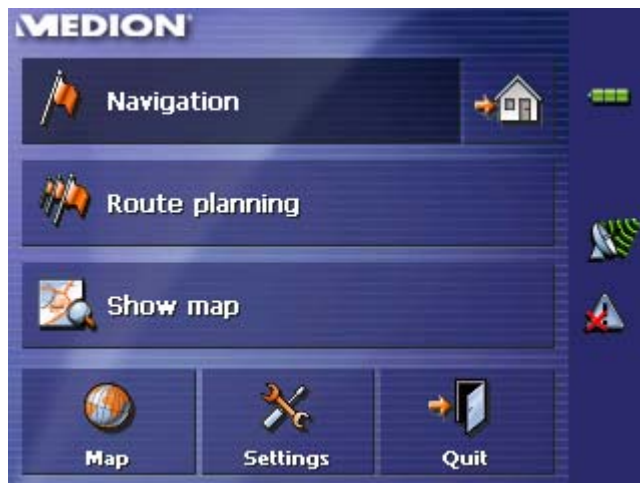 MEDION
Navigation
Route planning
Show map
Map
Settings
Quit